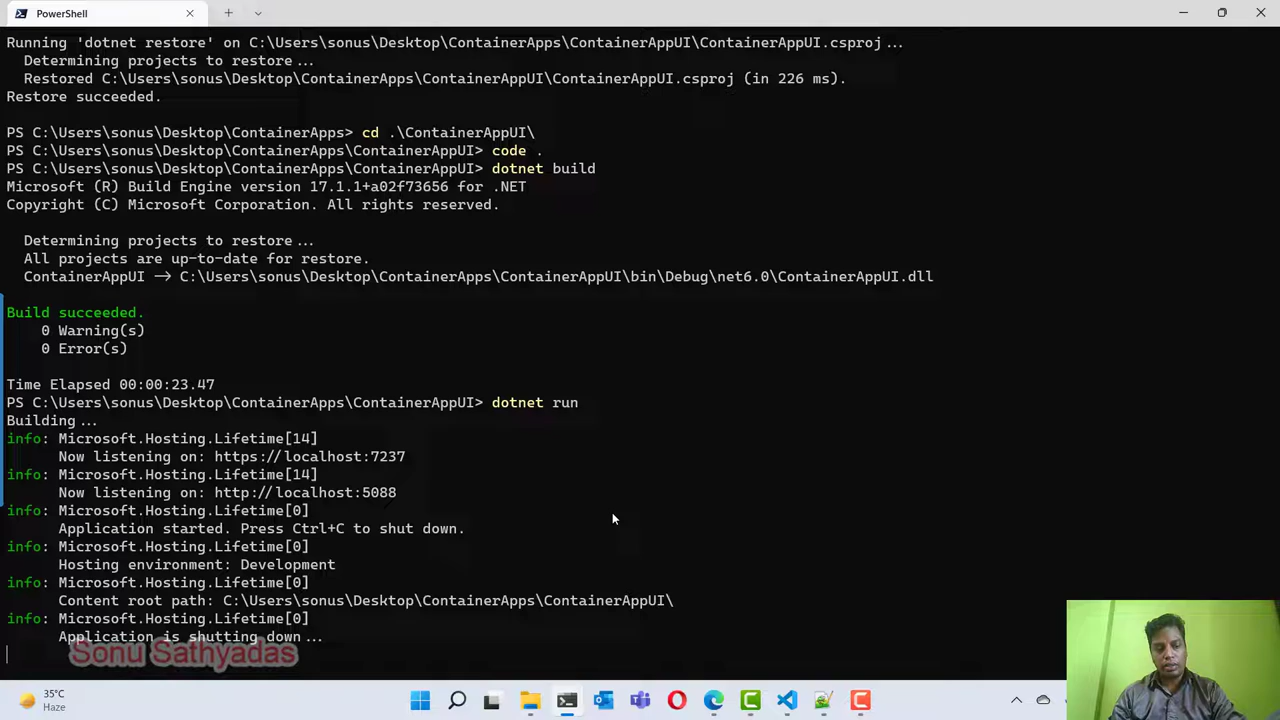 PowerShell
Running 'dotnet restore' on C:\Users\sonus\Desktop\ContainerApps\ContainerAppUI\ContainerAppUI.csproj...
Determining projects to restore...
Restored C:\Users\sonus\Desktop\ContainerApps\ContainerAppUI\ContainerAppUI.csproj (in 226 ms).
Restore succeeded.
PS C:\Users\sonus\Desktop\ContainerApps> cd .\ContainerAppUI\
PS C:\Users\sonus\Desktop\ContainerApps\ContainerAppUI> code .
PS C:\Users\sonus\Desktop\ContainerApps\ContainerAppUI> dotnet build
Microsoft (R) Build Engine version 17.1.1+a02f73656 for .NET
Copyright (C) Microsoft Corporation. All rights reserved.
Determining projects to restore...
All projects are up-to-date for restore.
ContainerAppUI -> C:\Users\sonus\Desktop\ContainerApps\ContainerAppUI\bin\Debug\net6.0\ContainerAppUI.dll
Build succeeded.
0 Warning(s)
0 Error(s)
Time Elapsed 00:00:23.47
PS C:\Users\sonus\Desktop\ContainerApps\ContainerAppUI> dotnet run
Building...
info: Microsoft.Hosting.Lifetime[14]
Now listening on: https://localhost:7237
info: Microsoft.Hosting.Lifetime[14]
Now listening on: http://localhost:5088
info: Microsoft.Hosting.Lifetime[0]
Application started. Press Ctrl+C to shut down.
info: Microsoft.Hosting.Lifetime[0]
Hosting environment: Development
info: Microsoft.Hosting.Lifetime[0]
Content root path: C:\Users\sonus\Desktop\ContainerApps\ContainerAppUI\
info: Microsoft.Hosting.Lifetime[0]
Application is shutting down...
Sonu Sathyadas
35°C
Haze